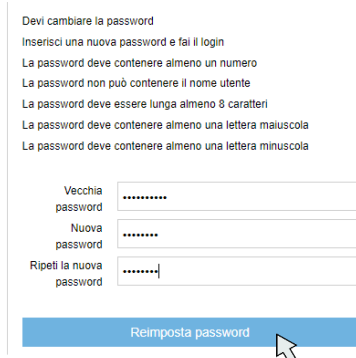 Devi cambiare la password
Inserisci una nuova password e fai il login
La password deve contenere almeno un numero
La password non può contenere il nome utente
La password deve essere lunga almeno 8 caratteri
La password deve contenere almeno una lettera maiuscola
La password deve contenere almeno una lettera minuscola
Vecchia
password
••••••••••
Nuova
password
••••••••
Ripeti la nuova
password
••••••••
Reimposta password